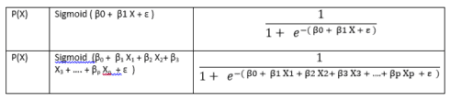 P(X)
Sigmoid ( β0 + β1 X + ε )
1
1 + e^-( β0 + β1 X + ε )
P(X)
Sigmoid (β₀ + β₁ X₁ + β₂ X₂ + β₃
X₃ + .... + βₚ Xₚ + ε )
1
1 + e^-( β0 + β1 X1 + β2 X2+ β3 X3 + ...+ βp Xp + ε )